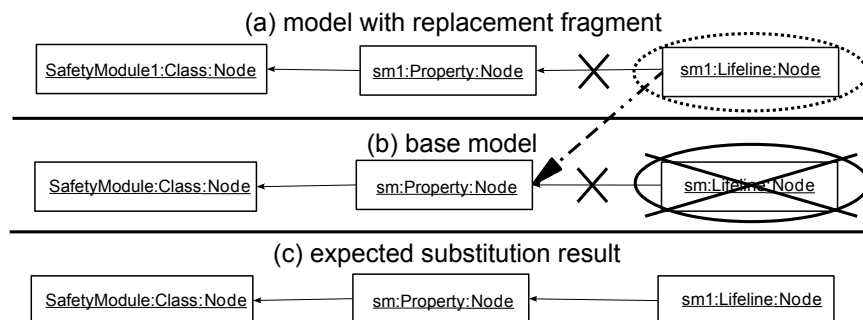 (a) model with replacement fragment
SafetyModule1:Class:Node sm1:Property:Node sm1:Lifeline:Node
(b) base model
SafetyModule:Class:Node sm:Property:Node sm:Lifeline:Node
(c) expected substitution result
SafetyModule:Class:Node sm:Property:Node sm1:Lifeline:Node